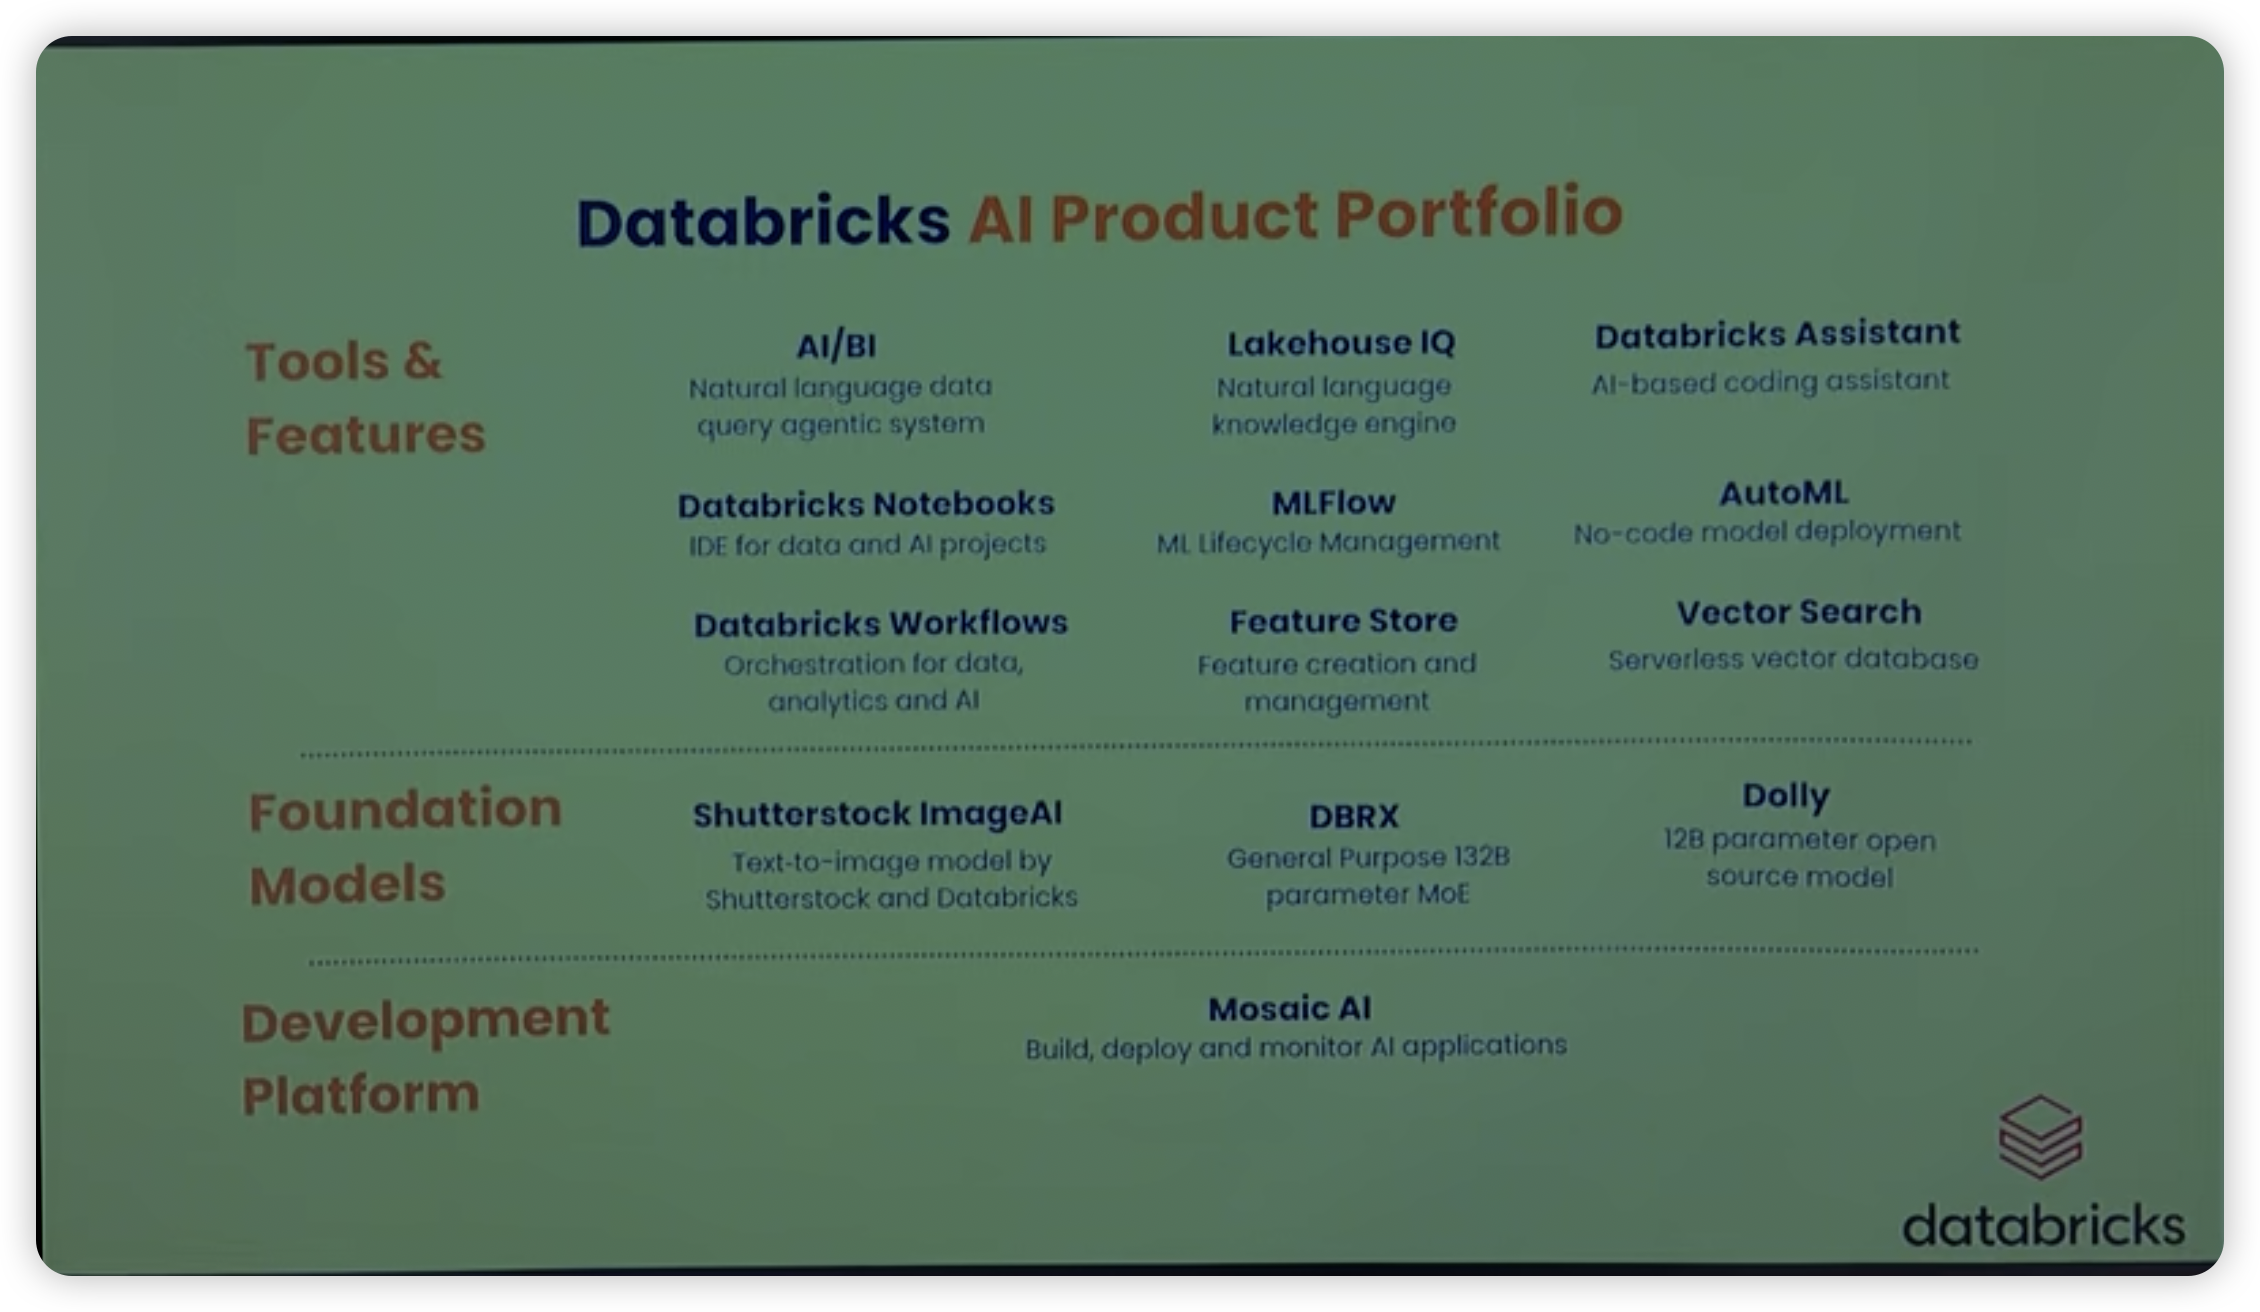 Databricks AI Product Portfolio
Tools &
Features
AI/BI
Natural language data
query agentic system
Lakehouse IQ
Natural language
knowledge engine
Databricks Assistant
AI-based coding assistant
Databricks Notebooks
IDE for data and AI projects
MLFlow
ML Lifecycle Management
AutoML
No-code model deployment
Databricks Workflows
Orchestration for data,
analytics and AI
Feature Store
Feature creation and
management
Vector Search
Serverless vector database
Foundation
Models
Shutterstock ImageAI
Text-to-image model by
Shutterstock and Databricks
DBRX
General Purpose 132B
parameter MoE
Dolly
12B parameter open
source model
Development
Platform
Mosaic AI
Build, deploy and monitor AI applications
databricks